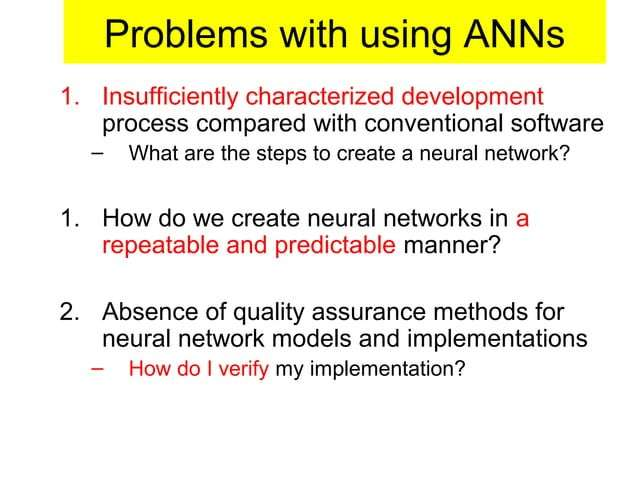 Problems with using ANNs
1. Insufficiently characterized development
process compared with conventional software
– What are the steps to create a neural network?
1. How do we create neural networks in a
repeatable and predictable manner?
2. Absence of quality assurance methods for
neural network models and implementations
– How do I verify my implementation?